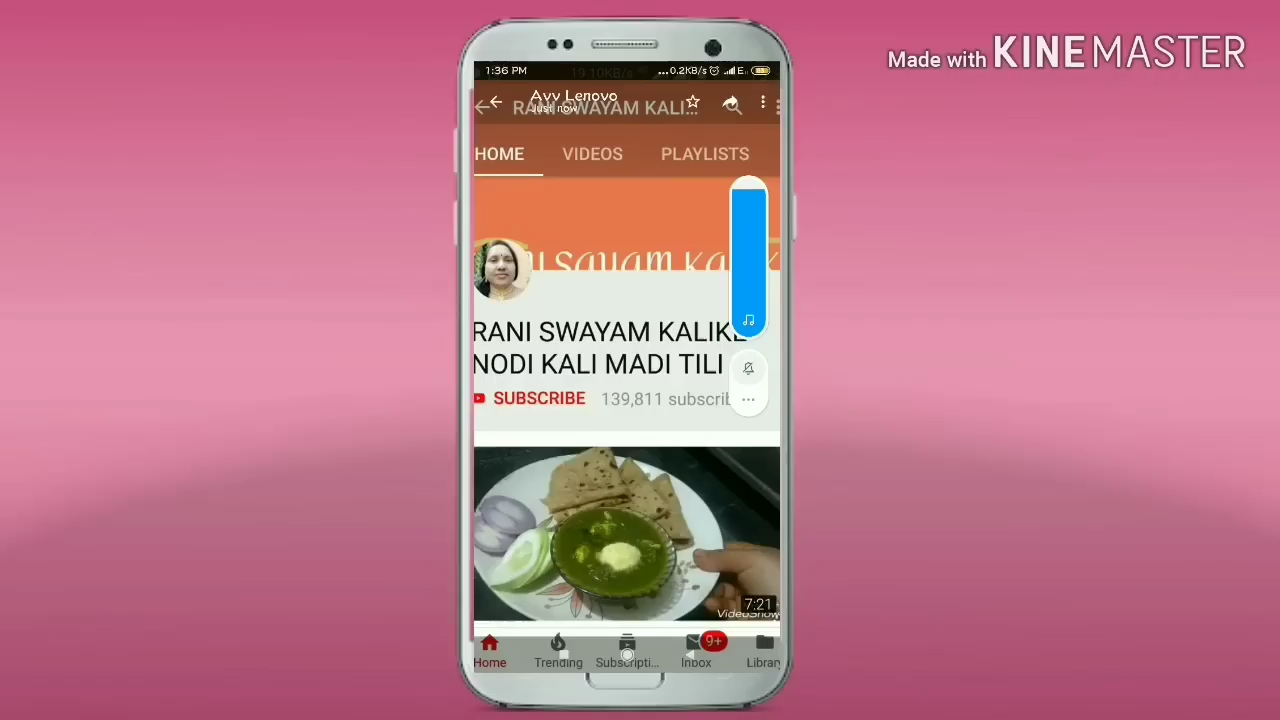 Made with KINEMASTER
1:36 PM
...0.2KB/s
Avv Lenovo
Just now
RANI SWAYAM KALI...
HOME VIDEOS PLAYLISTS
RANI SWAYAM KALIKE
NODI KALI MADI TILI
SUBSCRIBE 139,811 subscrib
7:21
VideoShow
9+
Home Trending Subscripti... Inbox Library